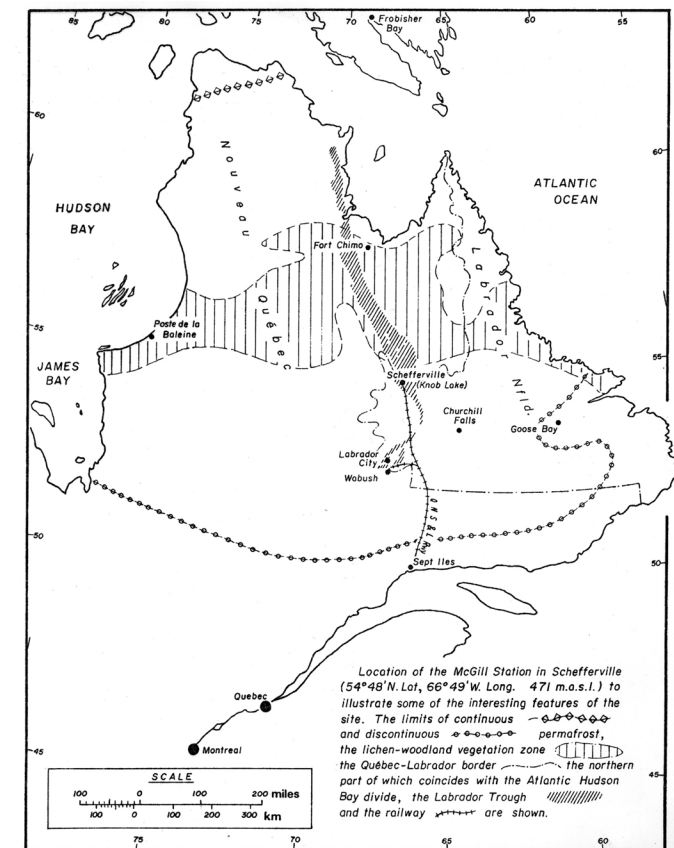 85
80
75
70
65
60
55
Frobisher
Bay
60
60
ATLANTIC
OCEAN
HUDSON
BAY
Nouveau
Québec
Labrador
Nfld.
Fort Chimo
Poste de la
Baleine
55
55
JAMES
BAY
Schefferville
(Knob Lake)
Churchill
Falls
Goose Bay
Labrador
City
Wabush
QNS&L Rwy
50
50
Sept Iles
Quebec
Montreal
45
45
Location of the McGill Station in Schefferville
(54°48'N. Lat, 66°49'W. Long. 471 m.a.s.l.) to
illustrate some of the interesting features of the
site. The limits of continuous
and discontinuous permafrost,
the lichen-woodland vegetation zone
the Québec-Labrador border the northern
part of which coincides with the Atlantic Hudson
Bay divide, the Labrador Trough
and the railway are shown.
SCALE
100 0 100 200 miles
100 0 100 200 300 km
75
70
65
60